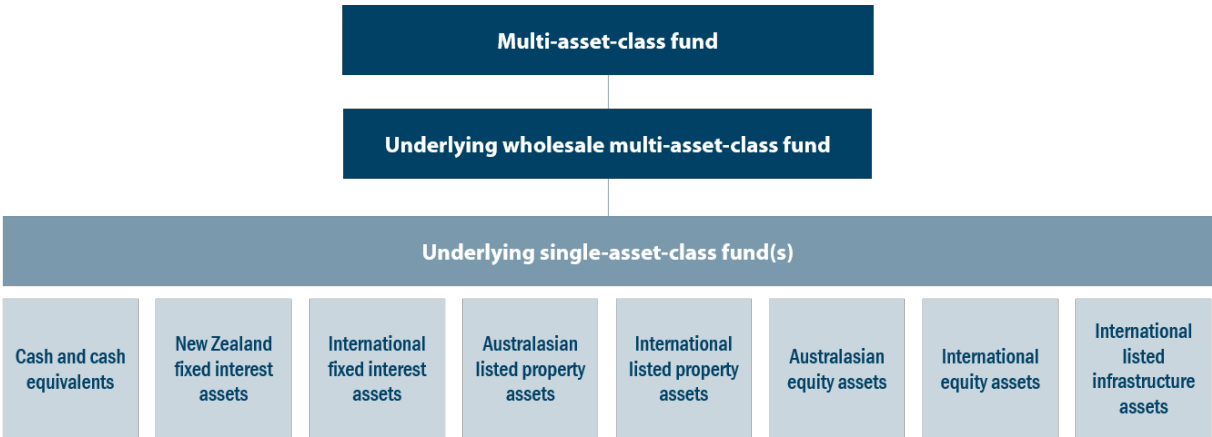 Multi-asset-class fund
Underlying wholesale multi-asset-class fund
Underlying single-asset-class fund(s)
Cash and cash
equivalents
New Zealand
fixed interest
assets
International
fixed interest
assets
Australasian
listed property
assets
International
listed property
assets
Australasian
equity assets
International
equity assets
International
listed
infrastructure
assets